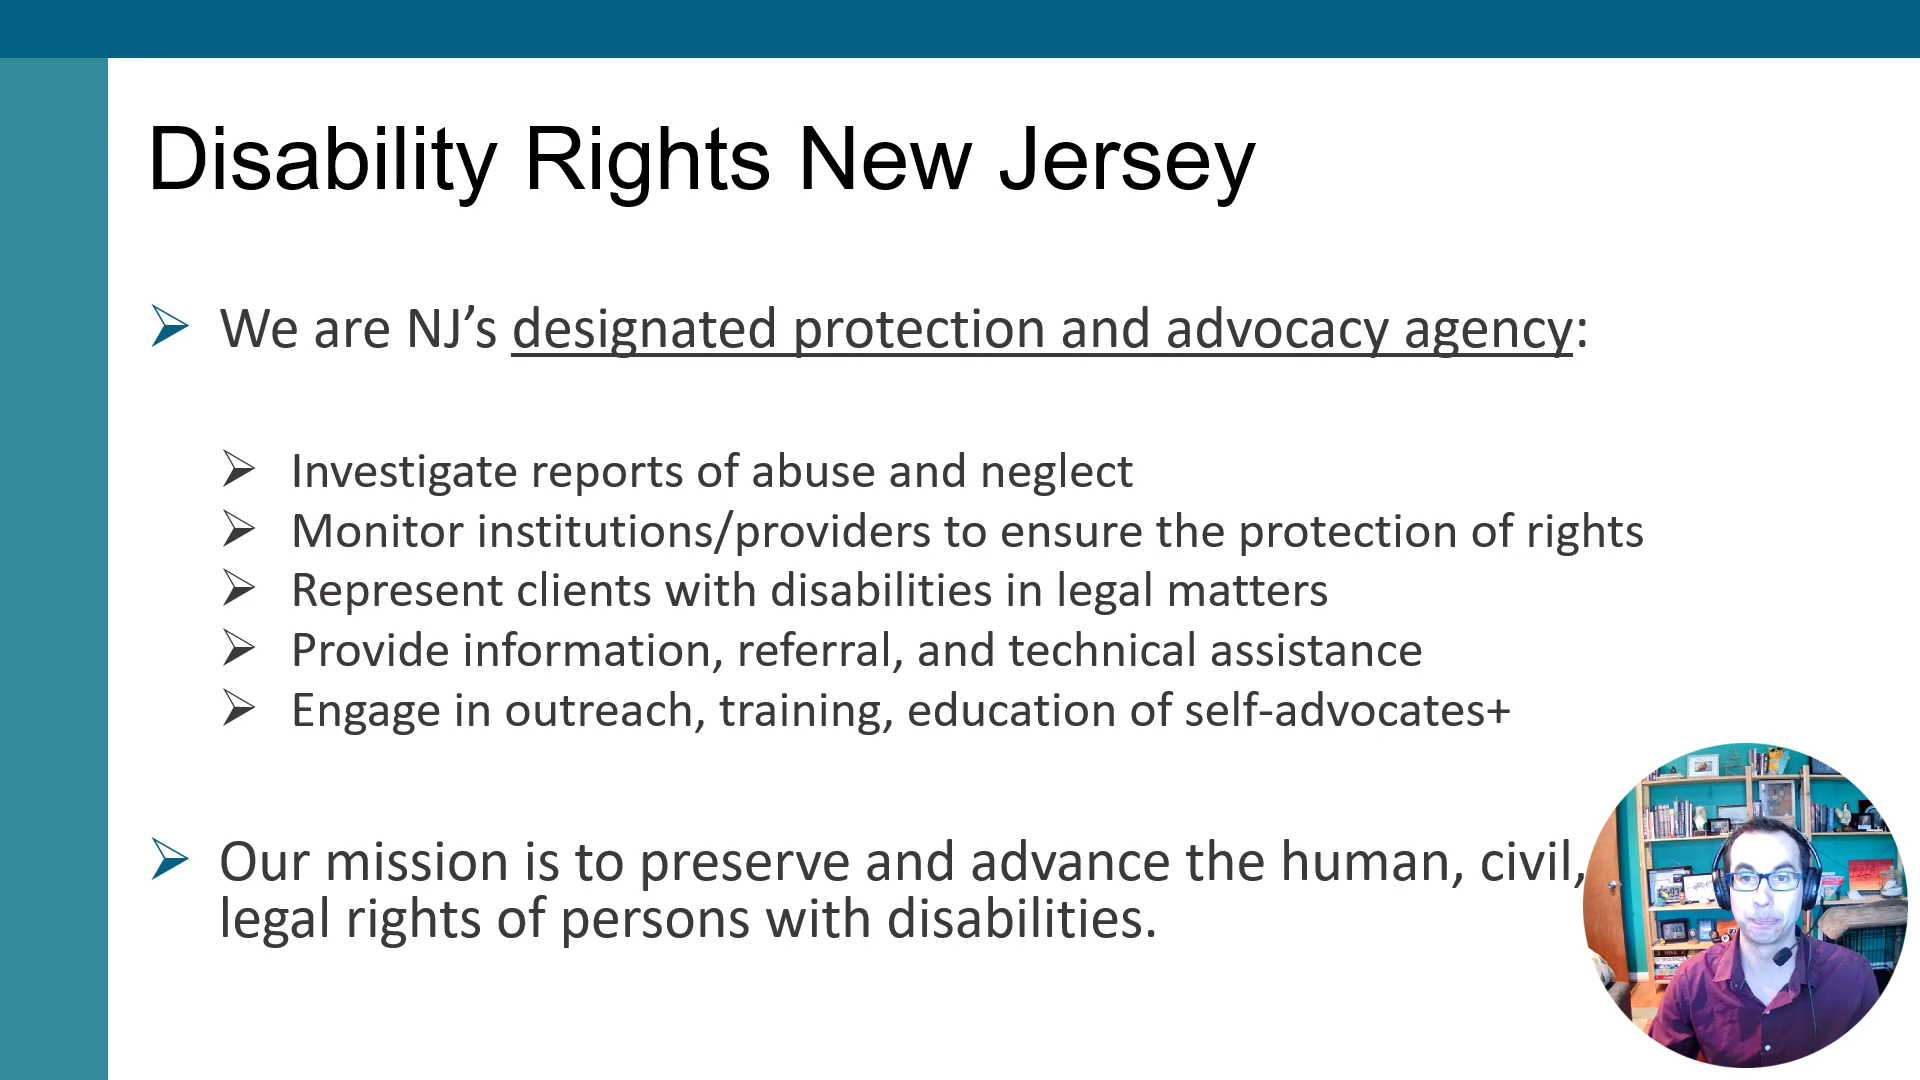 Disability Rights New Jersey
We are NJ’s designated protection and advocacy agency:
Investigate reports of abuse and neglect
Monitor institutions/providers to ensure the protection of rights
Represent clients with disabilities in legal matters
Provide information, referral, and technical assistance
Engage in outreach, training, education of self-advocates+
Our mission is to preserve and advance the human, civil,
legal rights of persons with disabilities.